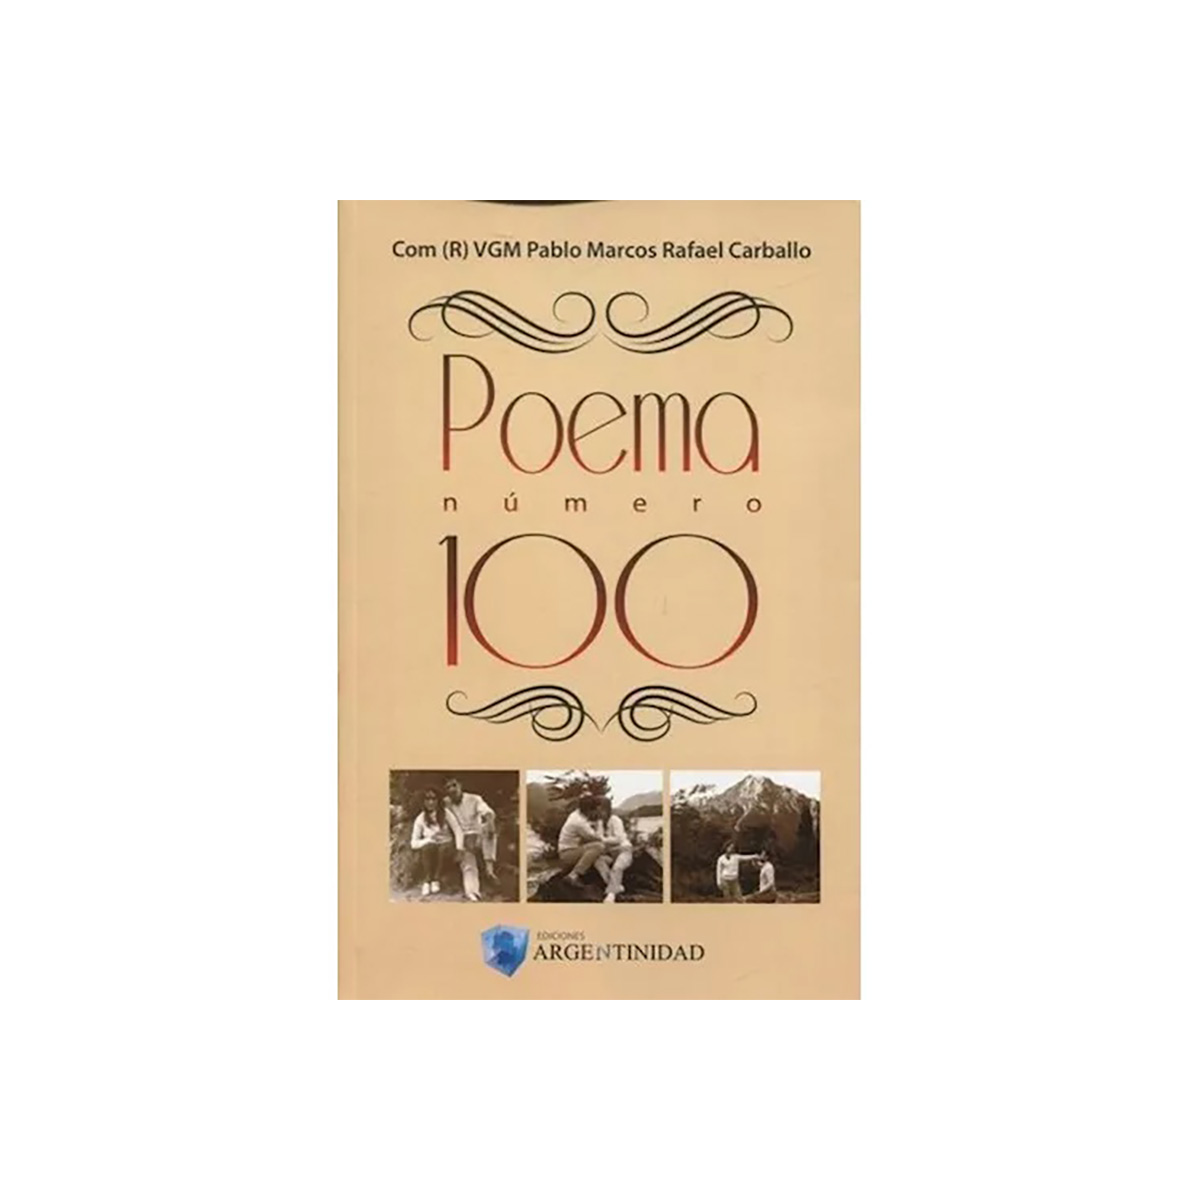 Com (R) VGM Pablo Marcos Rafael Carballo
Poema
número
100
EDICIONES
ARGENTINIDAD